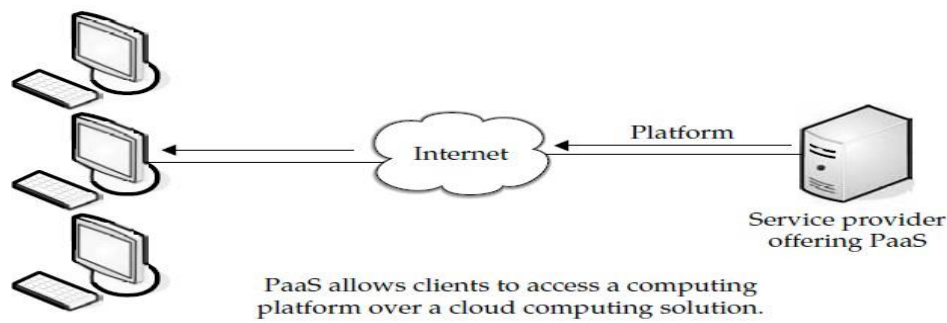 Platform
Internet
Service provider
offering PaaS
PaaS allows clients to access a computing
platform over a cloud computing solution.